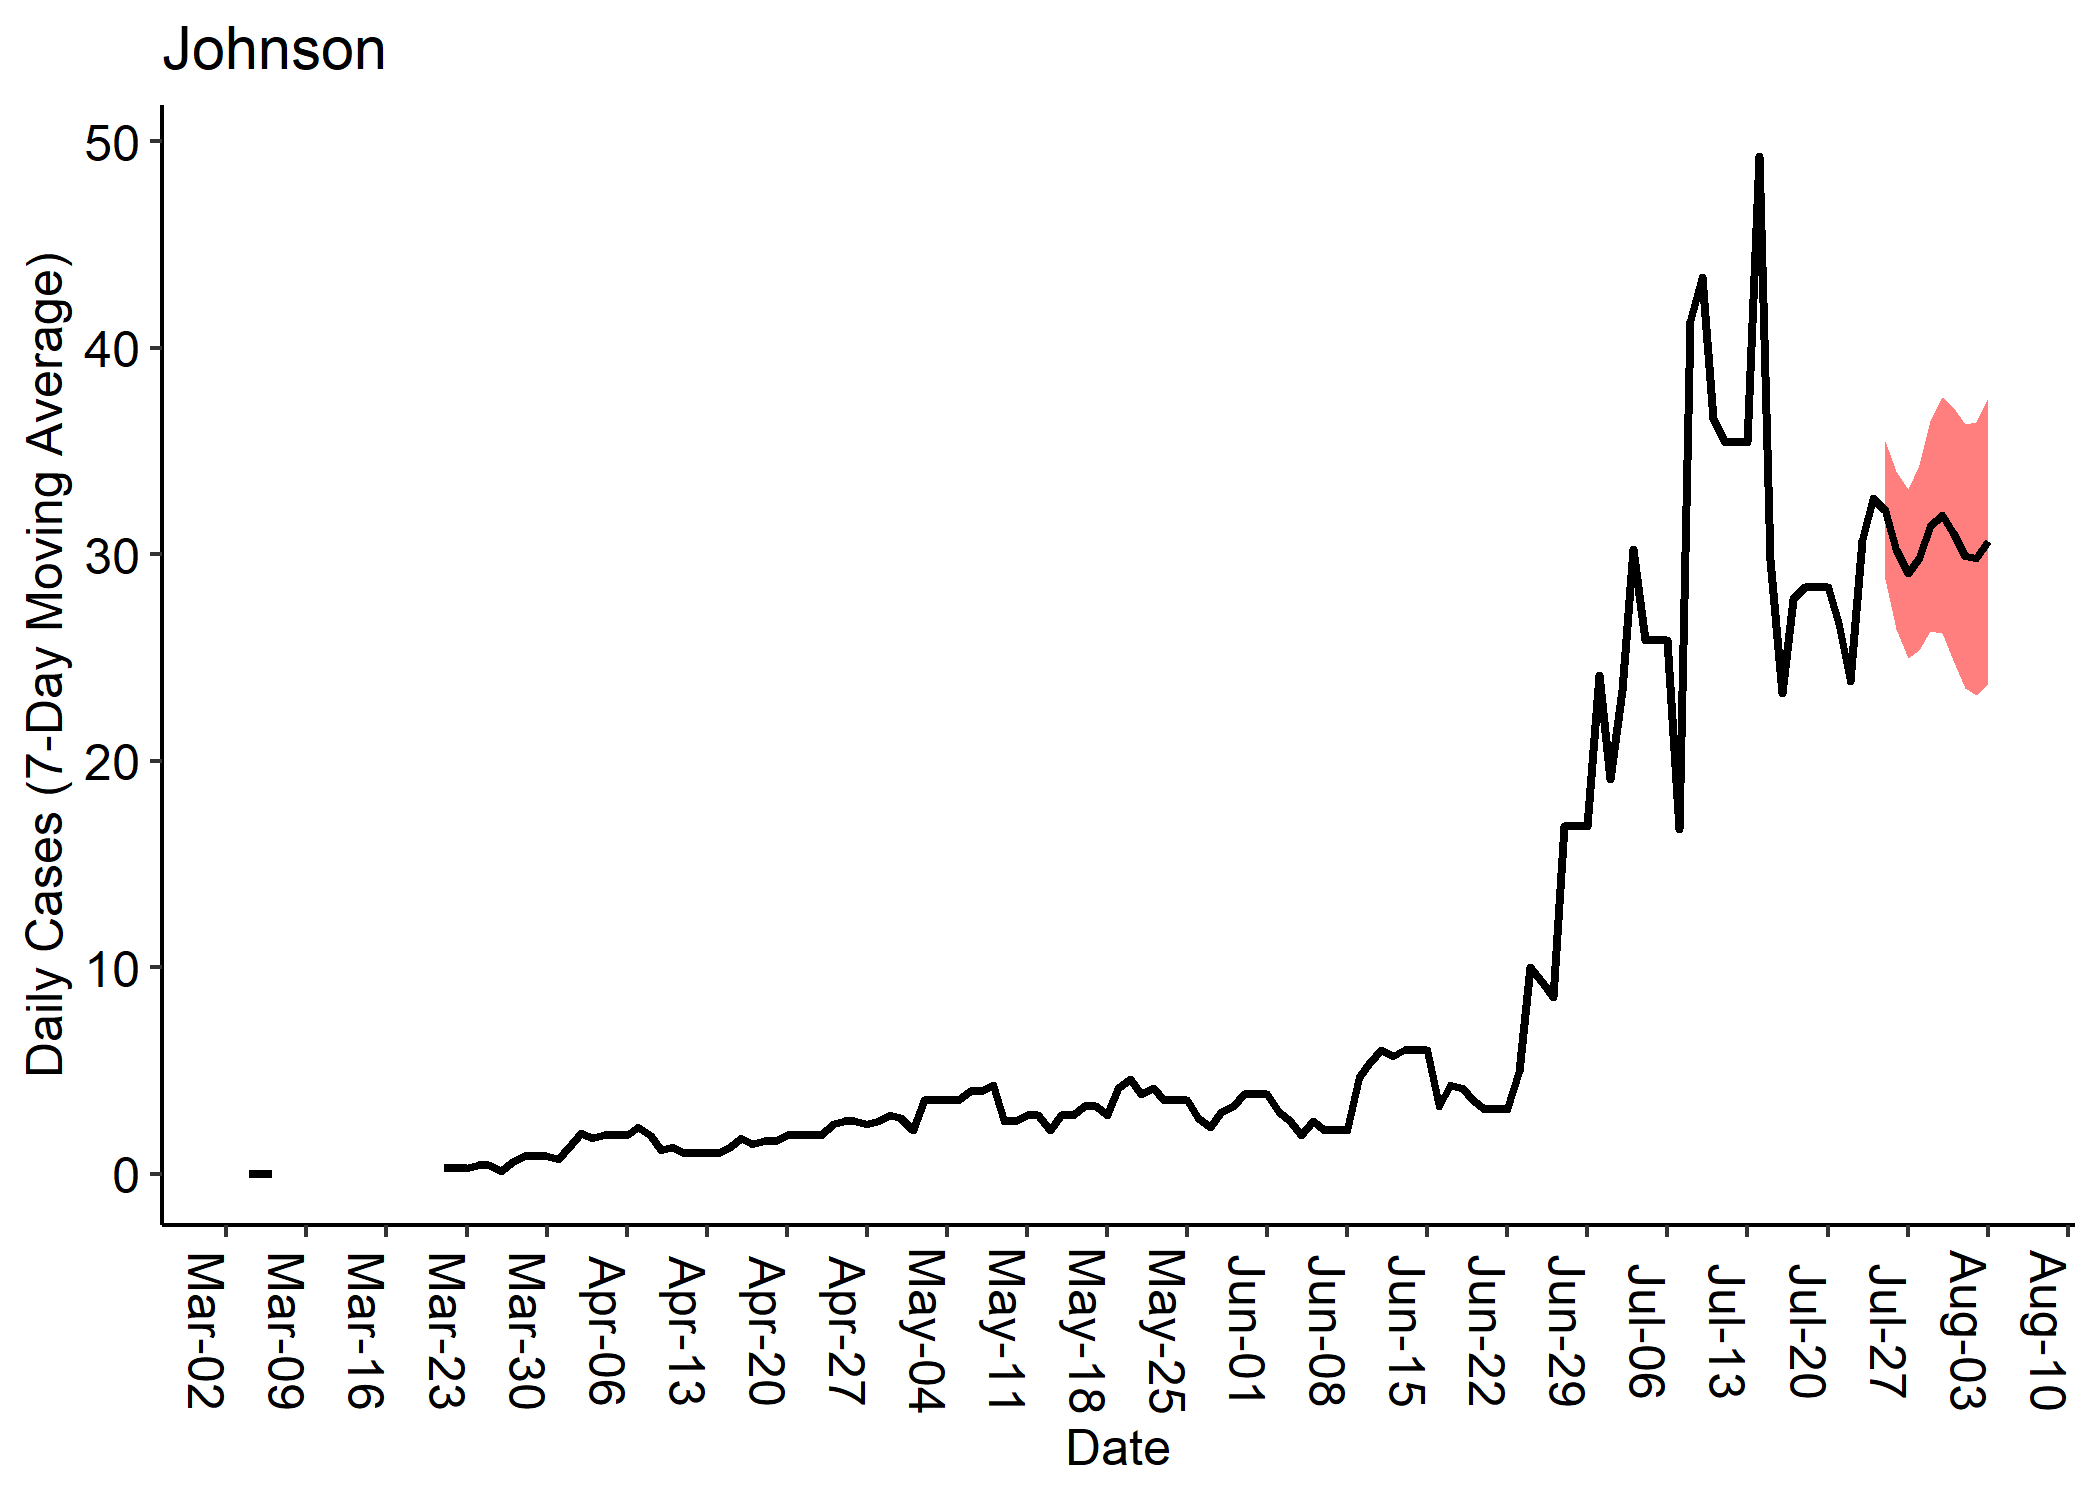 Johnson
Daily Cases (7-Day Moving Average)
50
40
30
20
10
0
Mar-02
Mar-09
Mar-16
Mar-23
Mar-30
Apr-06
Apr-13
Apr-20
Apr-27
May-04
May-11
May-18
May-25
Jun-01
Jun-08
Jun-15
Jun-22
Jun-29
Jul-06
Jul-13
Jul-20
Jul-27
Aug-03
Aug-10
Date